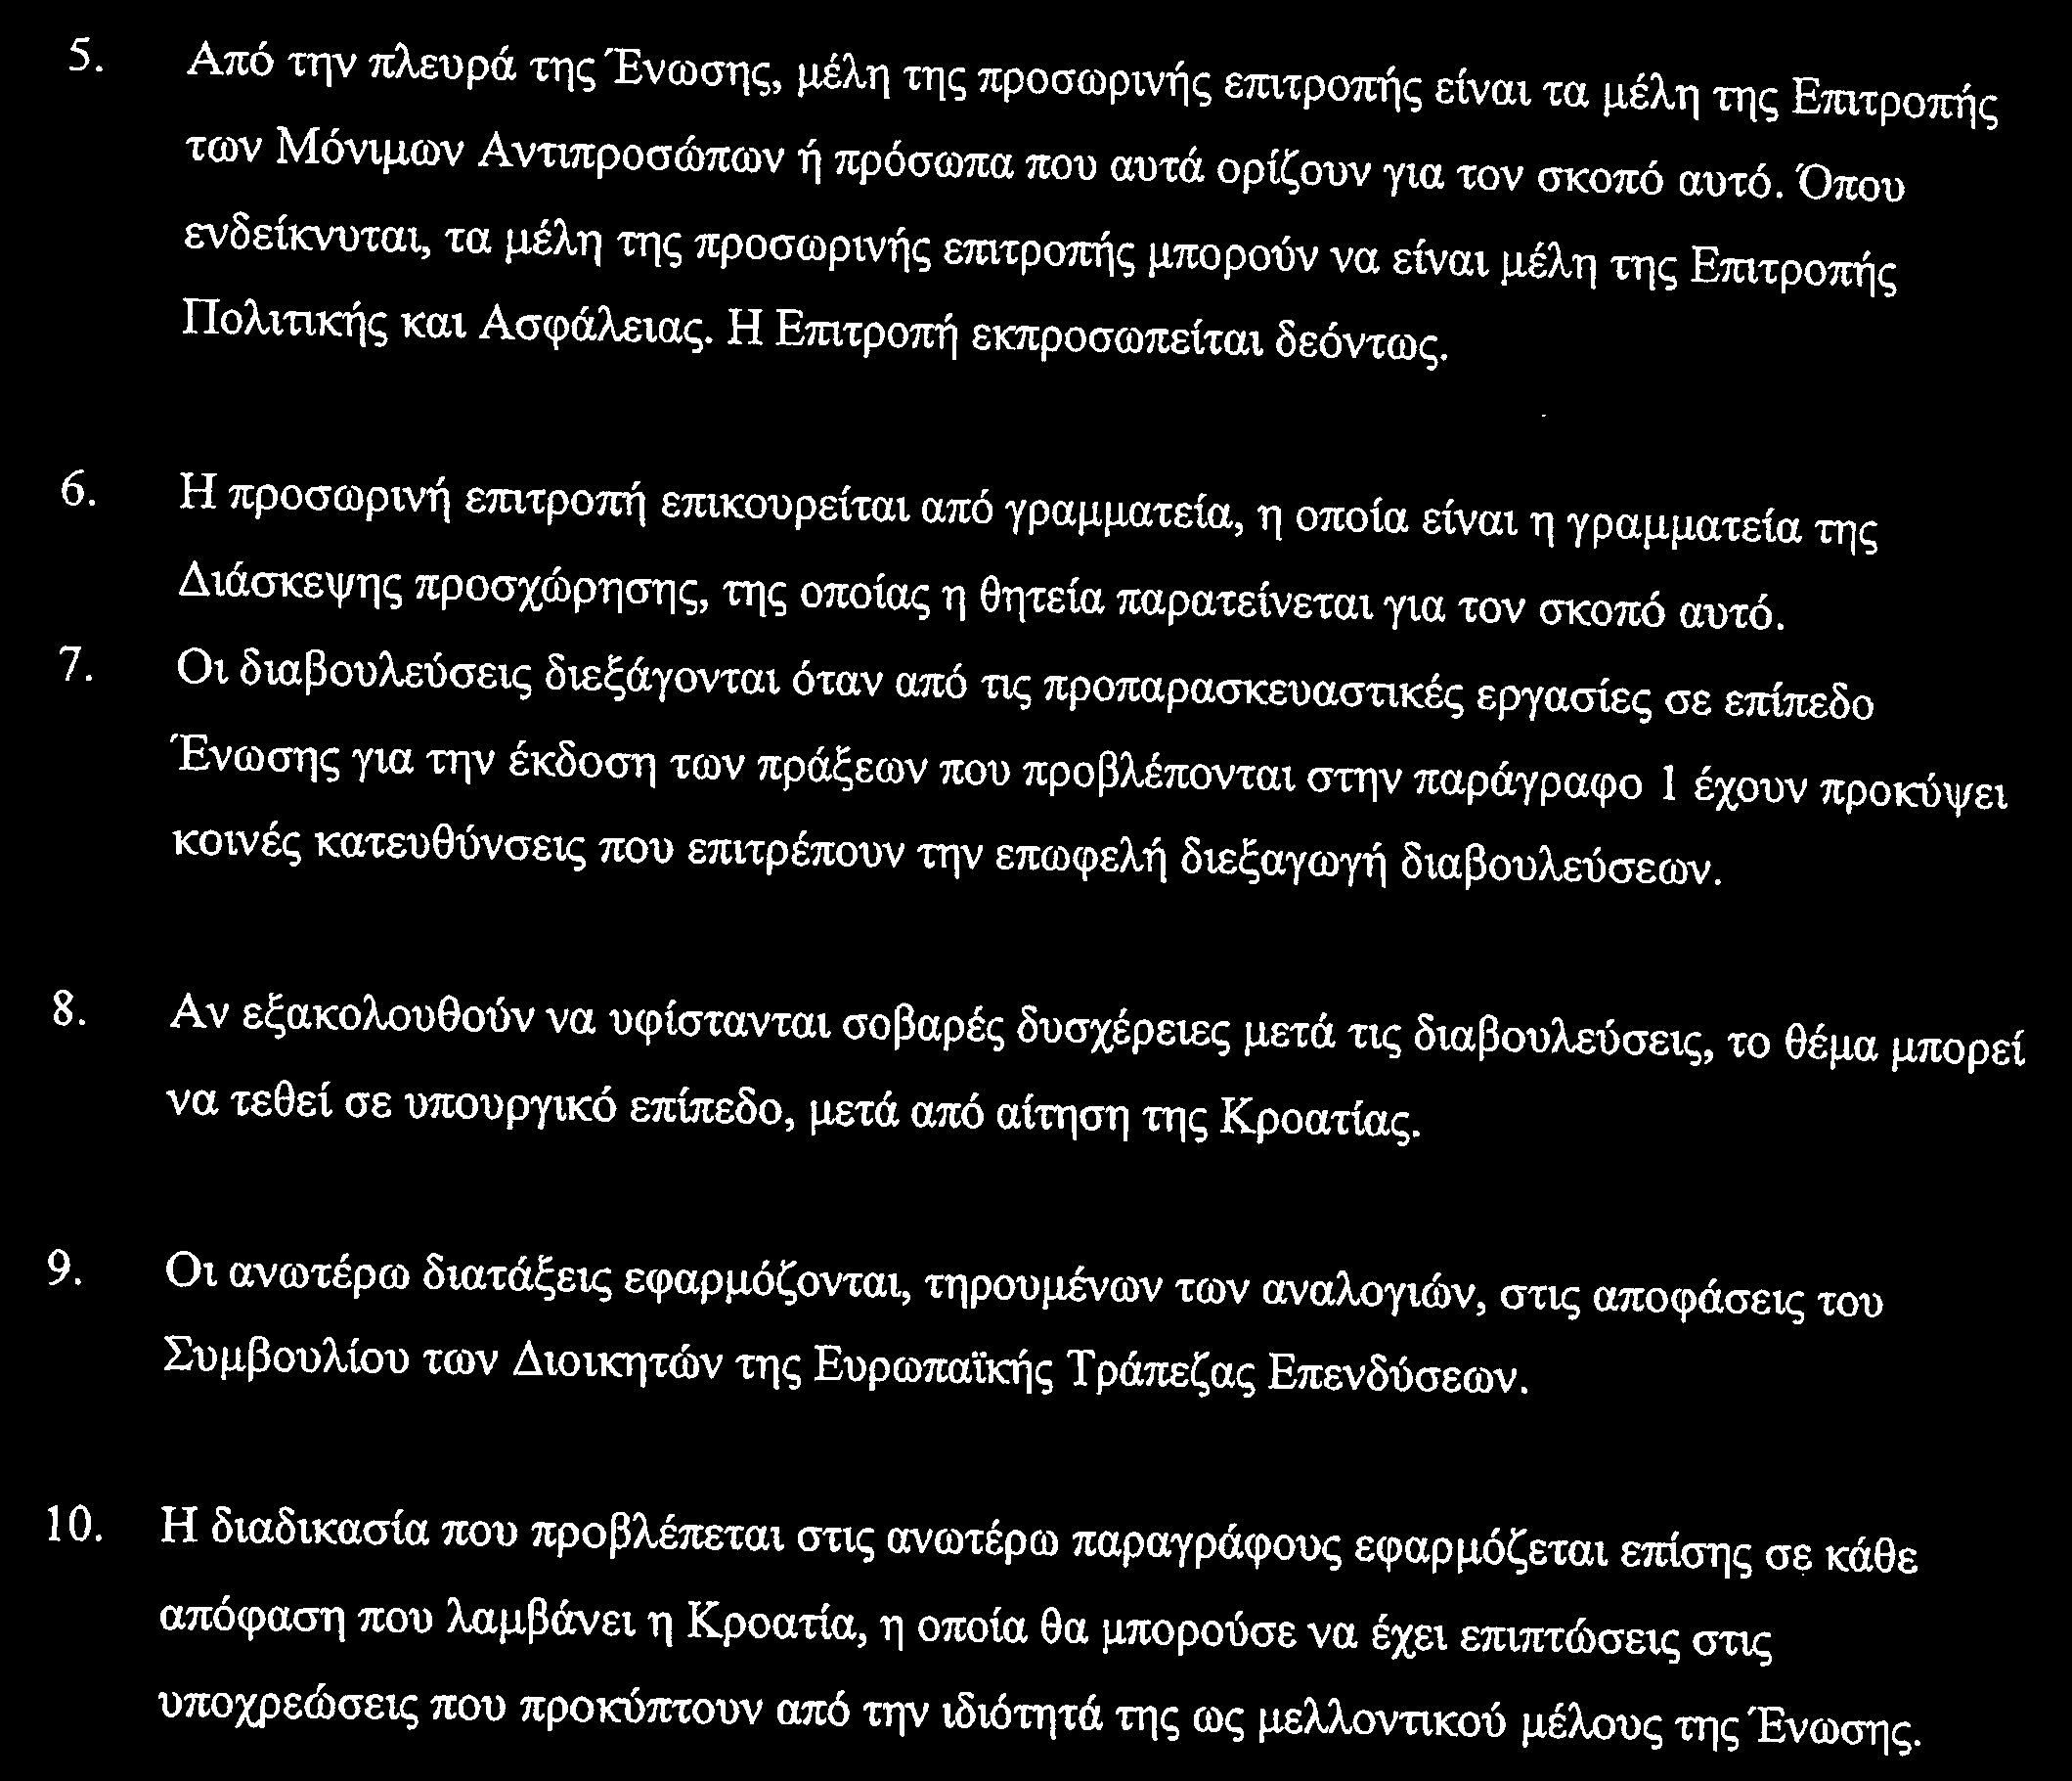 5. Από την πλευρά της Ένωσης, μέλη της προσωρινής επιτροπής είναι τα μέλη της Επιτροπής
των Μόνιμων Αντιπροσώπων ή πρόσωπα που αυτά ορίζουν για τον σκοπό αυτό. Όπου
ενδείκνυται, τα μέλη της προσωρινής επιτροπής μπορούν να είναι μέλη της Επιτροπής
Πολιτικής και Ασφάλειας. Η Επιτροπή εκπροσωπείται δεόντως.
6. Η προσωρινή επιτροπή επικουρείται από γραμματεία, η οποία είναι η γραμματεία της
Διάσκεψης προσχώρησης, της οποίας η θητεία παρατείνεται για τον σκοπό αυτό.
7. Οι διαβουλεύσεις διεξάγονται όταν από τις προπαρασκευαστικές εργασίες σε επίπεδο
Ένωσης για την έκδοση των πράξεων που προβλέπονται στην παράγραφο 1 έχουν προκύψει
κοινές κατευθύνσεις που επιτρέπουν την επωφελή διεξαγωγή διαβουλεύσεων.
8. Αν εξακολουθούν να υφίστανται σοβαρές δυσχέρειες μετά τις διαβουλεύσεις, το θέμα μπορεί
να τεθεί σε υπουργικό επίπεδο, μετά από αίτηση της Κροατίας.
9. Οι ανωτέρω διατάξεις εφαρμόζονται, τηρουμένων των αναλογιών, στις αποφάσεις του
Συμβουλίου των Διοικητών της Ευρωπαϊκής Τράπεζας Επενδύσεων.
10. Η διαδικασία που προβλέπεται στις ανωτέρω παραγράφους εφαρμόζεται επίσης σε κάθε
απόφαση που λαμβάνει η Κροατία, η οποία θα μπορούσε να έχει επιπτώσεις στις
υποχρεώσεις που προκύπτουν από την ιδιότητά της ως μελλοντικού μέλους της Ένωσης.